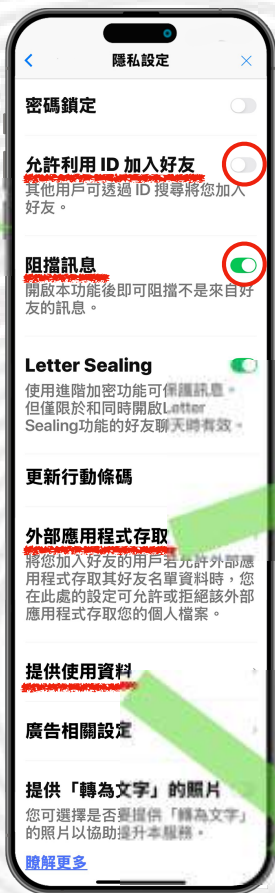 隱私設定
密碼鎖定
允許利用 ID 加入好友
其他用戶可透過 ID 搜尋將您加入
好友。
阻擋訊息
開啟本功能後即可阻擋不是來自好
友的訊息。
Letter Sealing
使用進階加密功能可保護訊息。
但僅限於和同時開啟Letter
Sealing功能的好友聊天時有效。
更新行動條碼
外部應用程式存取
將您加入好友的用戶若允許外部應
用程式存取其好友名單資料時，您
在此處的設定可允許或拒絕該外部
應用程式存取您的個人檔案。
提供使用資料
廣告相關設定
提供「轉為文字」的照片
您可選擇是否要提供「轉為文字」
的照片以協助提升本服務。
瞭解更多